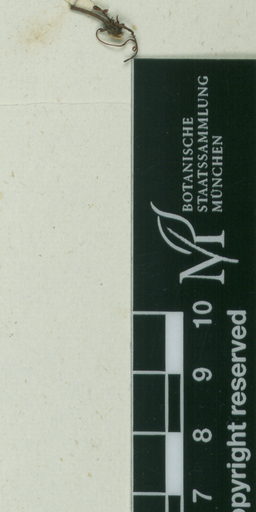 BOTANISCHE
STAATSSAMMLUNG
MÜNCHEN
M
10
9
8
7
opyright reserved